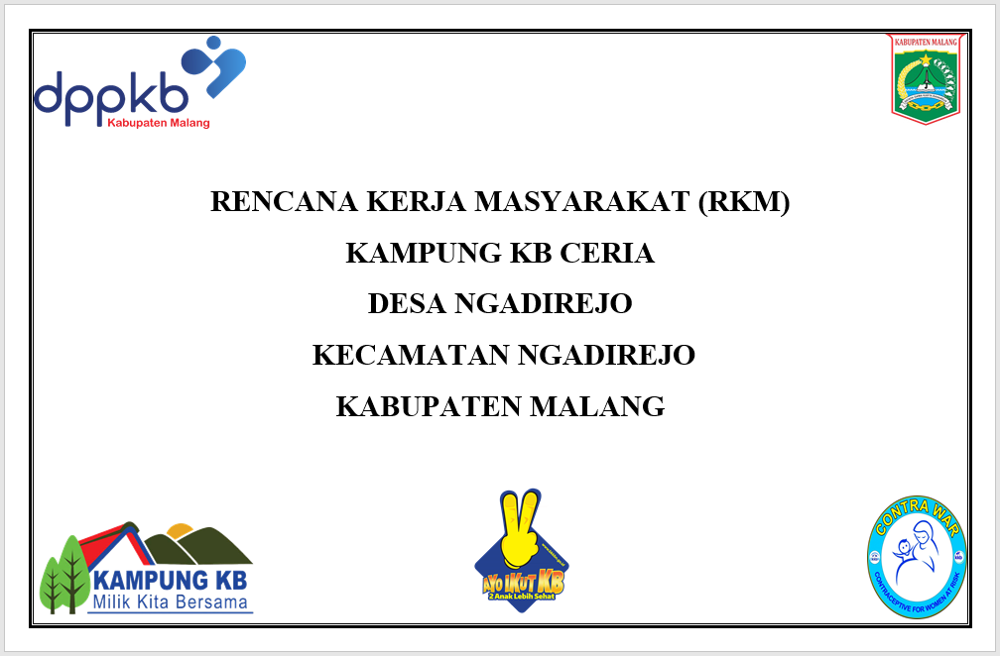 dppkb
Kabupaten Malang
KABUPATEN MALANG
RENCANA KERJA MASYARAKAT (RKM)
KAMPUNG KB CERIA
DESA NGADIREJO
KECAMATAN NGADIREJO
KABUPATEN MALANG
KAMPUNG KB
Milik Kita Bersama
AYO IKUT KB
2 Anak Lebih Sehat
CONTRA WAR
CONTRACEPTIVE FOR WOMEN AT RISK